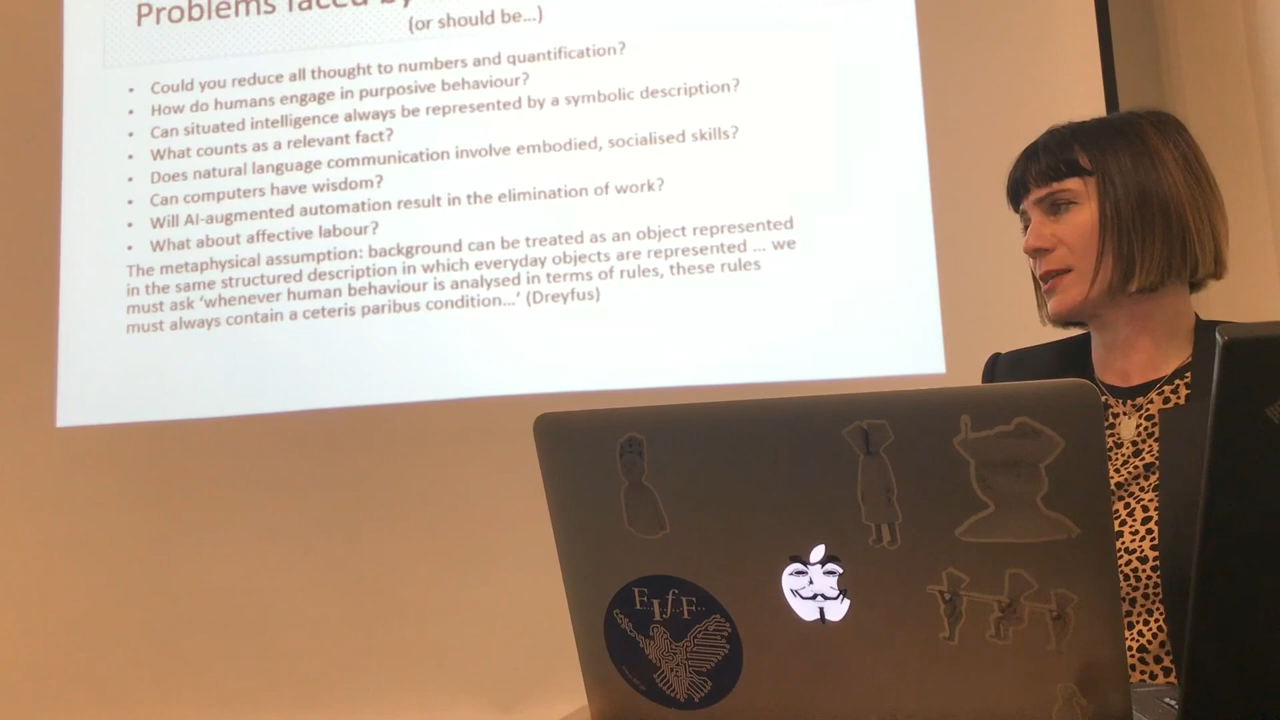 Problems faced by
(or should be...)
• Could you reduce all thought to numbers and quantification?
• How do humans engage in purposive behaviour?
• Can situated intelligence always be represented by a symbolic description?
• What counts as a relevant fact?
• Does natural language communication involve embodied, socialised skills?
• Can computers have wisdom?
• Will AI-augmented automation result in the elimination of work?
• What about affective labour?
The metaphysical assumption: background can be treated as an object represented
in the same structured description in which everyday objects are represented ... we
must ask ‘whenever human behaviour is analysed in terms of rules, these rules
must always contain a ceteris paribus condition...’ (Dreyfus)
F..I..f..F..